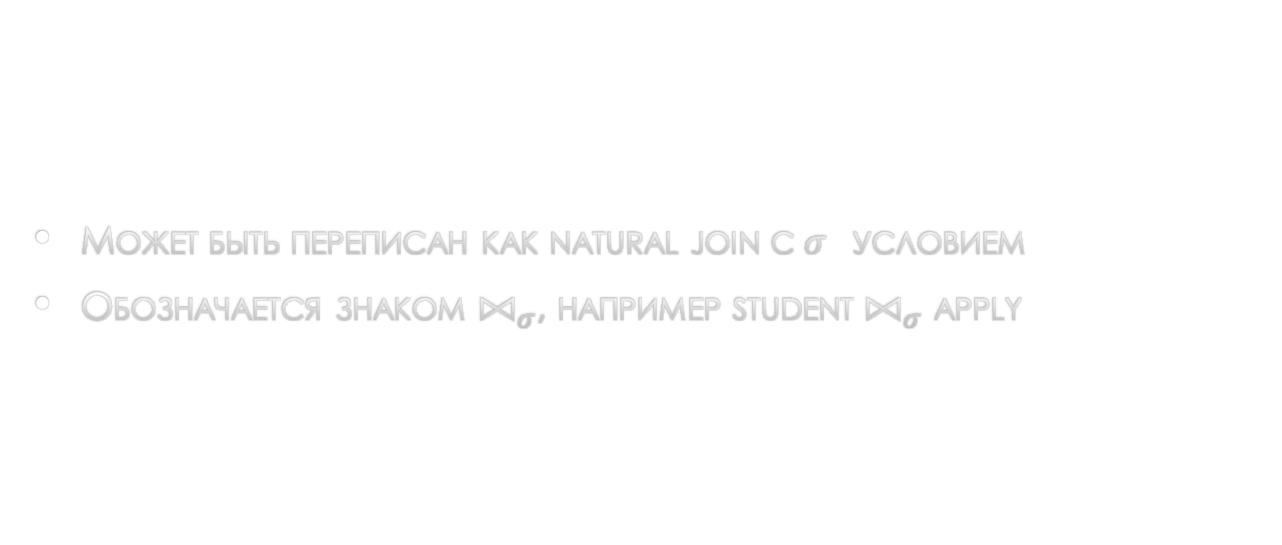 Может быть переписан как natural join с σ условием
Обозначается знаком ⋈σ, например student ⋈σ apply